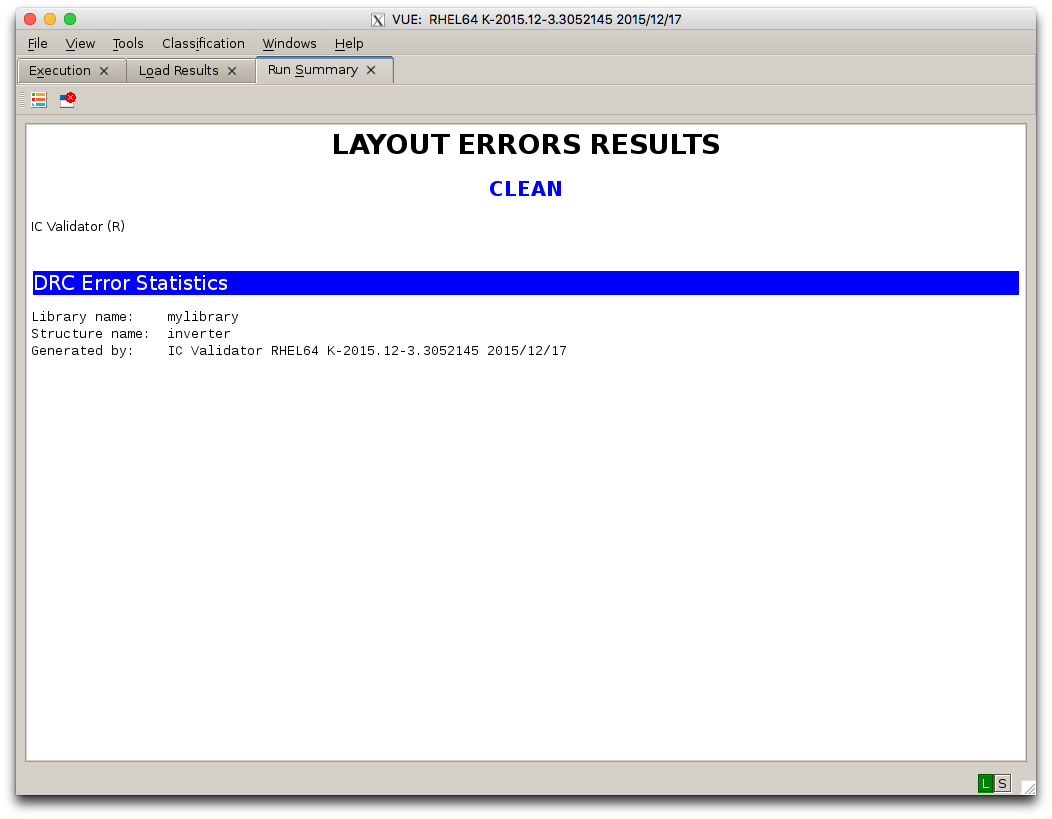 VUE: RHEL64 K-2015.12-3.3052145 2015/12/17
File View Tools Classification Windows Help
Execution Load Results Run Summary
LAYOUT ERRORS RESULTS
CLEAN
IC Validator (R)
DRC Error Statistics
Library name: mylibrary
Structure name: inverter
Generated by: IC Validator RHEL64 K-2015.12-3.3052145 2015/12/17
L S